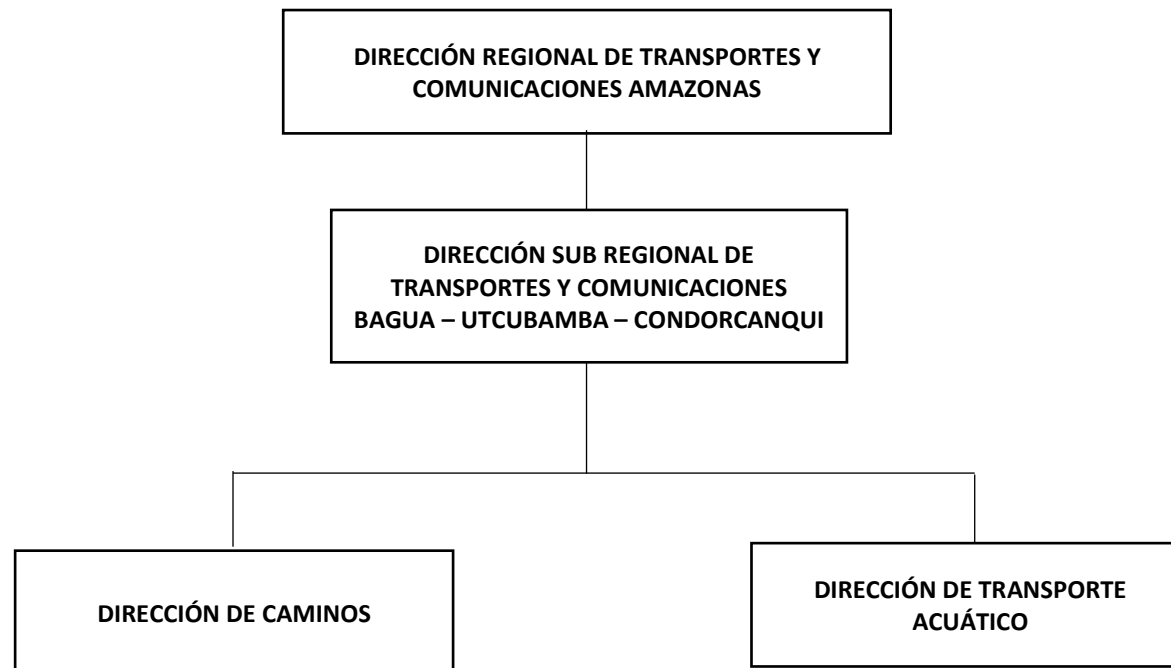 DIRECCIÓN REGIONAL DE TRANSPORTES Y
COMUNICACIONES AMAZONAS
DIRECCIÓN SUB REGIONAL DE
TRANSPORTES Y COMUNICACIONES
BAGUA – UTCUBAMBA – CONDORCANQUI
DIRECCIÓN DE CAMINOS
DIRECCIÓN DE TRANSPORTE
ACUÁTICO